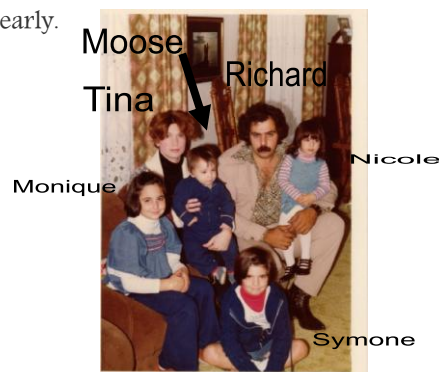 early.
Moose
Richard
Tina
Nicole
Monique
Symone